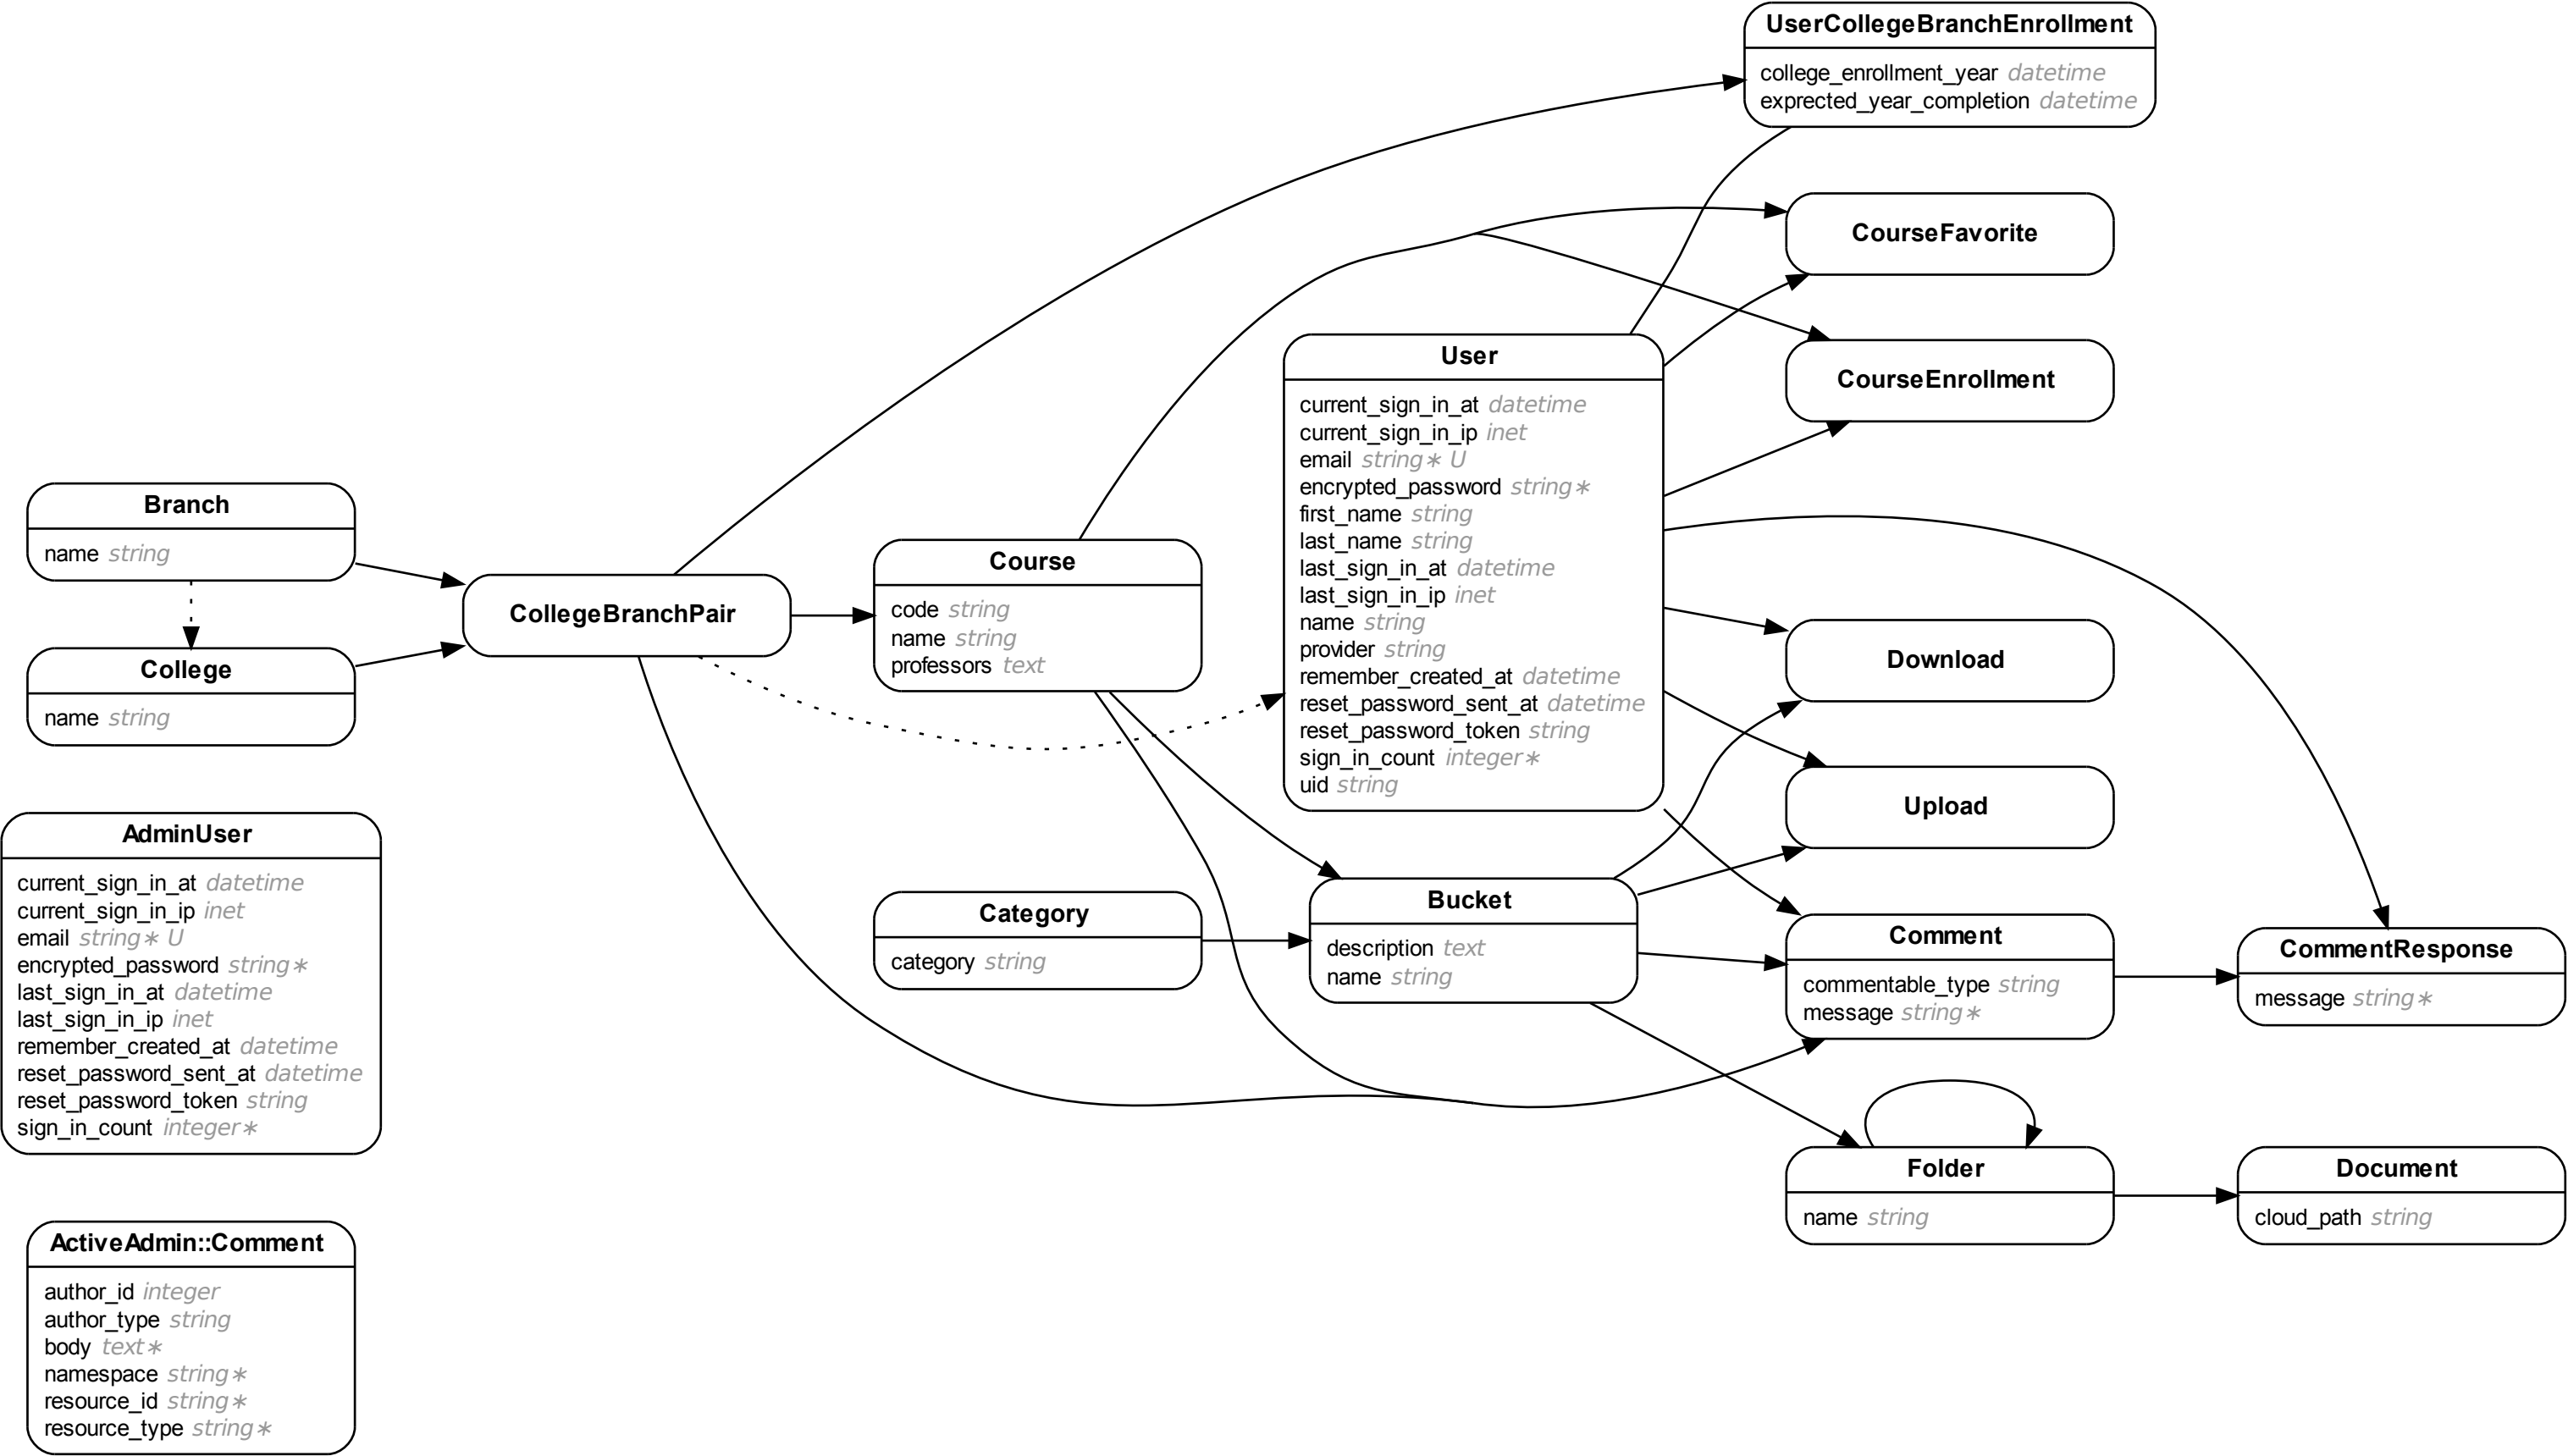 UserCollegeBranchEnrollment
college_enrollment_year datetime
exprected_year_completion datetime
CourseFavorite
CourseEnrollment
User
current_sign_in_at datetime
current_sign_in_ip inet
email string∗ U
encrypted_password string∗
first_name string
last_name string
last_sign_in_at datetime
last_sign_in_ip inet
name string
provider string
remember_created_at datetime
reset_password_sent_at datetime
reset_password_token string
sign_in_count integer∗
uid string
Branch
name string
College
name string
CollegeBranchPair
Course
code string
name string
professors text
Download
Upload
AdminUser
current_sign_in_at datetime
current_sign_in_ip inet
email string∗ U
encrypted_password string∗
last_sign_in_at datetime
last_sign_in_ip inet
remember_created_at datetime
reset_password_sent_at datetime
reset_password_token string
sign_in_count integer∗
Category
category string
Bucket
description text
name string
Comment
commentable_type string
message string∗
CommentResponse
message string∗
Folder
name string
Document
cloud_path string
ActiveAdmin::Comment
author_id integer
author_type string
body text∗
namespace string∗
resource_id string∗
resource_type string∗